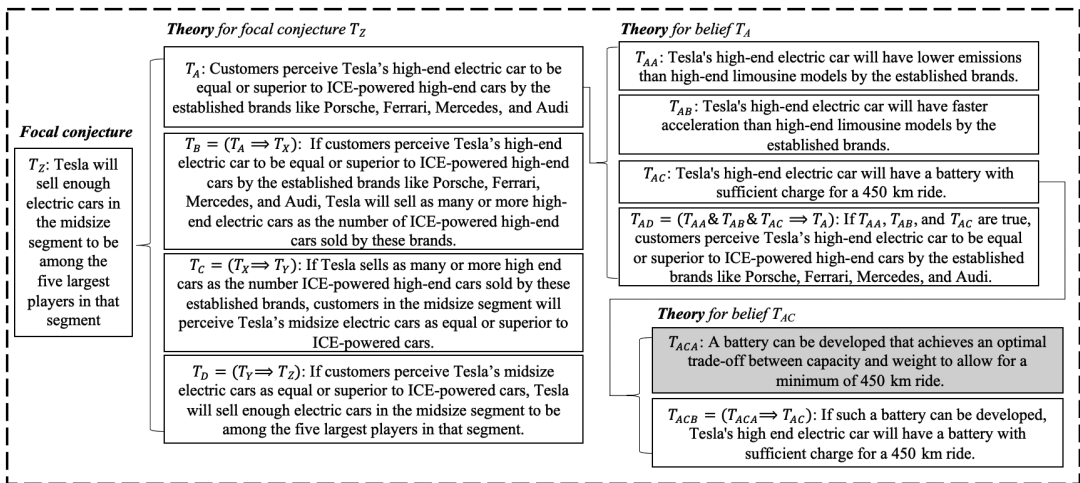 Theory for focal conjecture T_Z
T_A: Customers perceive Tesla's high-end electric car to be
equal or superior to ICE-powered high-end cars by the
established brands like Porsche, Ferrari, Mercedes, and Audi
Focal conjecture
T_Z: Tesla will
sell enough
electric cars in
the midsize
segment to be
among the
five largest
players in that
segment
T_B = (T_A ⟹ T_X): If customers perceive Tesla's high-end
electric car to be equal or superior to ICE-powered high-end
cars by the established brands like Porsche, Ferrari,
Mercedes, and Audi, Tesla will sell as many or more high-
end electric cars as the number of ICE-powered high-end
cars sold by these brands.
T_C = (T_X ⟹ T_Y): If Tesla sells as many or more high end
cars as the number ICE-powered high-end cars sold by these
established brands, customers in the midsize segment will
perceive Tesla's midsize electric cars as equal or superior to
ICE-powered cars.
T_D = (T_Y ⟹ T_Z): If customers perceive Tesla's midsize
electric cars as equal or superior to ICE-powered cars, Tesla
will sell enough electric cars in the midsize segment to be
among the five largest players in that segment.
Theory for belief T_A
T_AA: Tesla's high-end electric car will have lower emissions
than high-end limousine models by the established brands.
T_AB: Tesla's high-end electric car will have faster
acceleration than high-end limousine models by the
established brands.
T_AC: Tesla's high-end electric car will have a battery with
sufficient charge for a 450 km ride.
T_AD = (T_AA & T_AB & T_AC ⟹ T_A): If T_AA, T_AB, and T_AC are true,
customers perceive Tesla's high-end electric car to be equal
or superior to ICE-powered high-end cars by the established
brands like Porsche, Ferrari, Mercedes, and Audi.
Theory for belief T_AC
T_ACA: A battery can be developed that achieves an optimal
trade-off between capacity and weight to allow for a
minimum of 450 km ride.
T_ACB = (T_ACA ⟹ T_AC): If such a battery can be developed,
Tesla's high end electric car will have a battery with
sufficient charge for a 450 km ride.